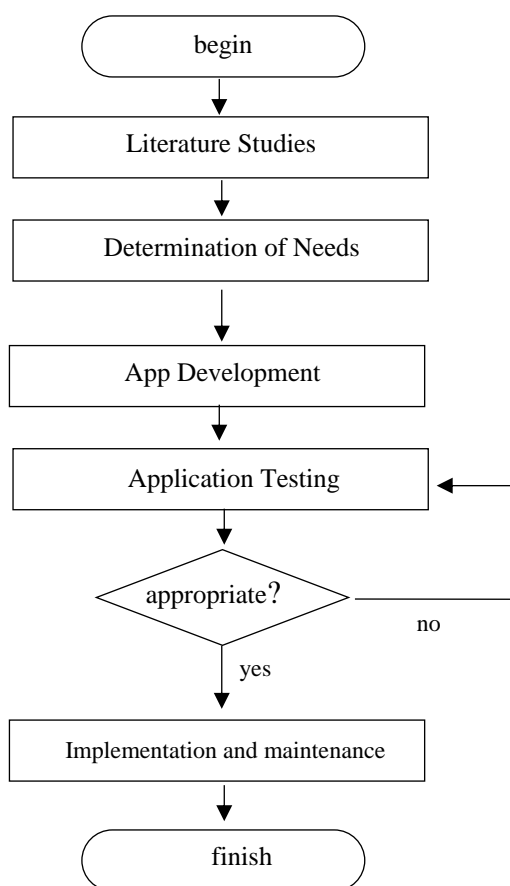 begin
Literature Studies
Determination of Needs
App Development
Application Testing
appropriate?
no
yes
Implementation and maintenance
finish